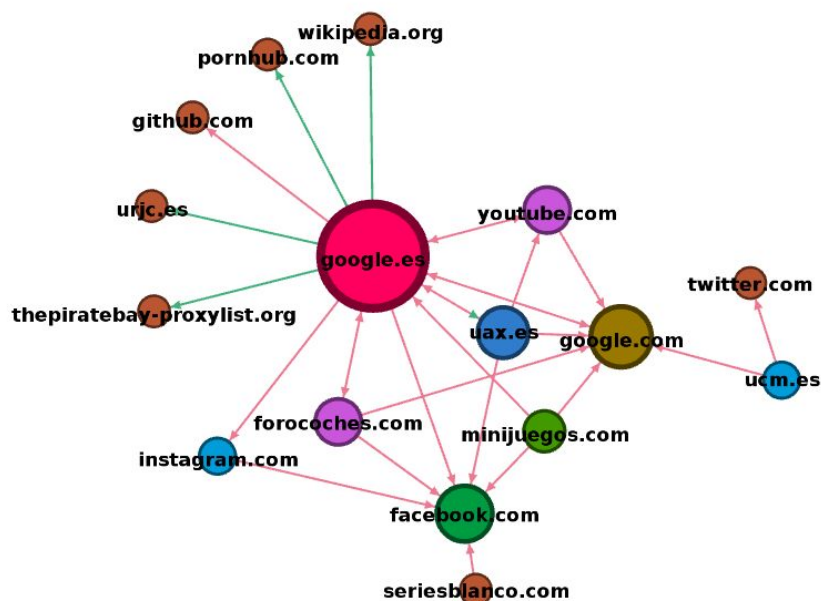 wikipedia.org
pornhub.com
github.com
urjc.es
youtube.com
google.es
twitter.com
thepiratebay-proxylist.org
uax.es
google.com
ucm.es
forocoches.com
minijuegos.com
instagram.com
facebook.com
seriesblanco.com